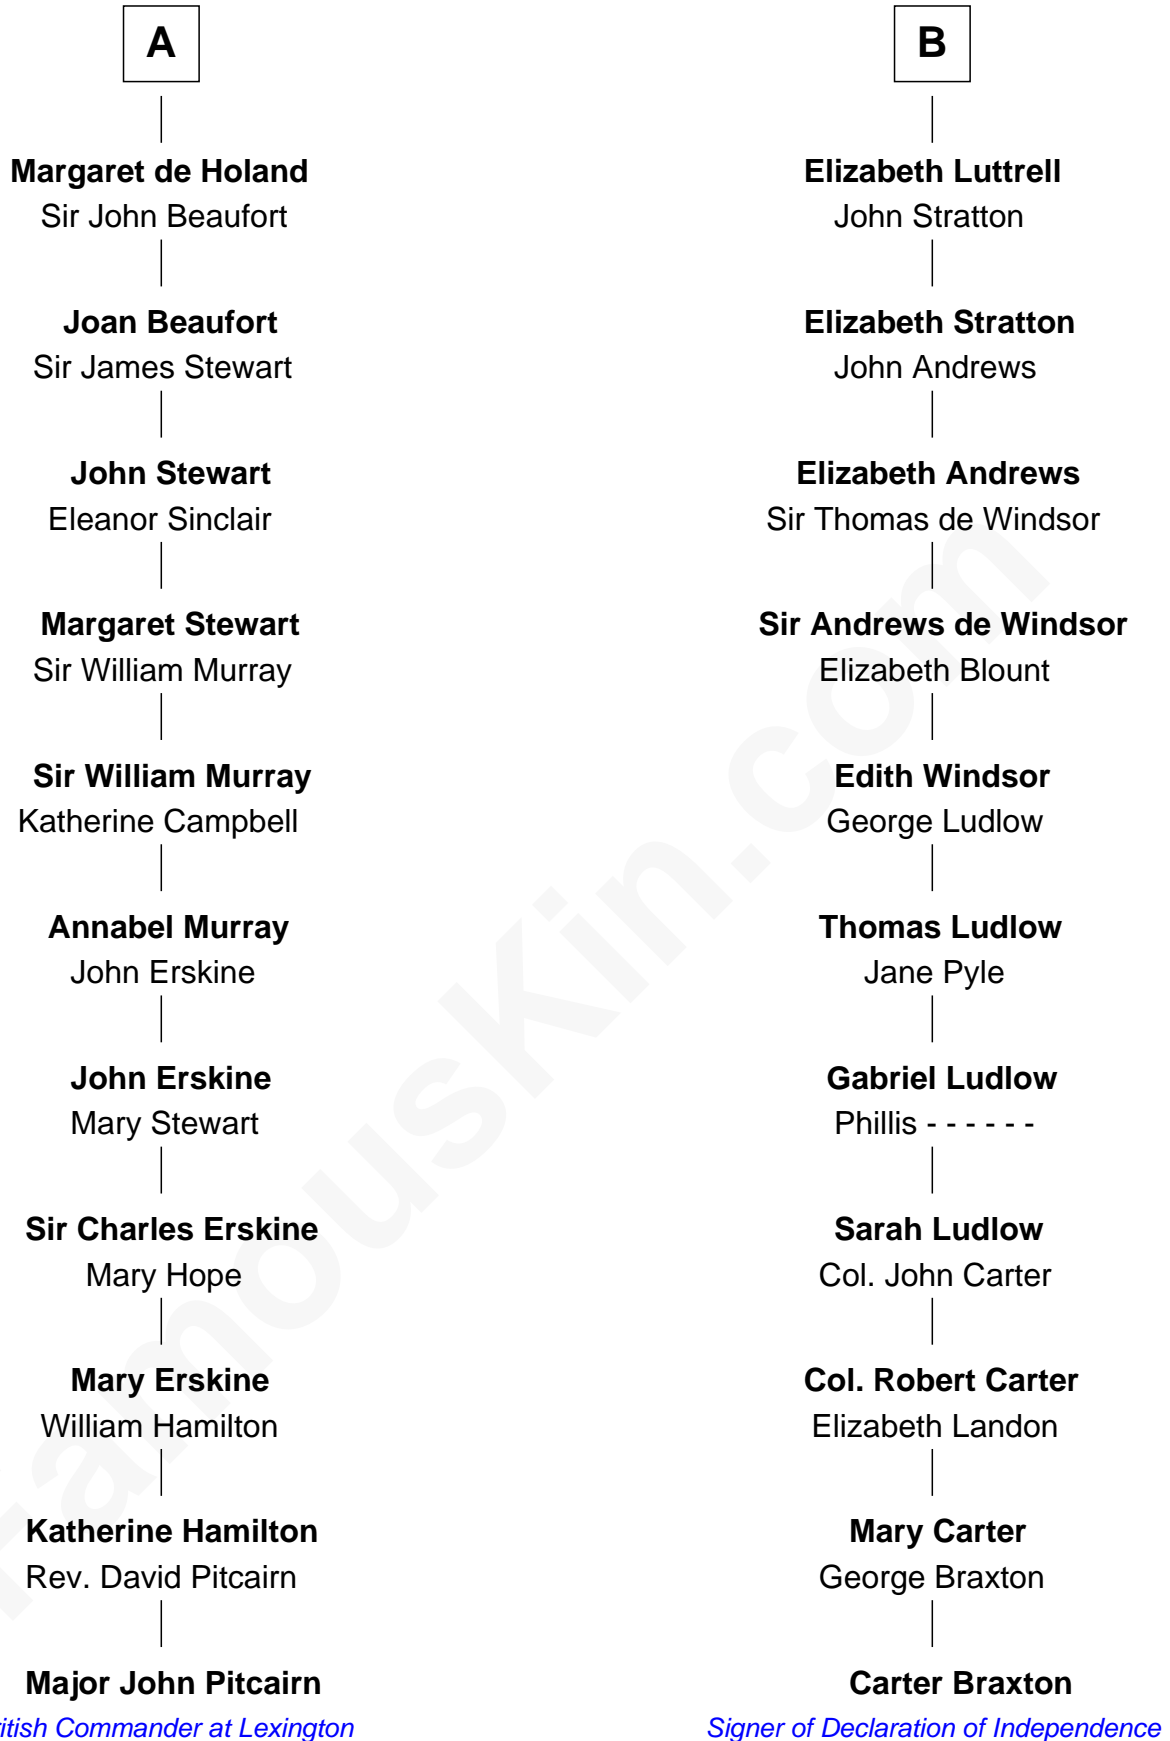 A
Margaret de Holand
Sir John Beaufort
Joan Beaufort
Sir James Stewart
John Stewart
Eleanor Sinclair
Margaret Stewart
Sir William Murray
Sir William Murray
Katherine Campbell
Annabel Murray
John Erskine
John Erskine
Mary Stewart
Sir Charles Erskine
Mary Hope
Mary Erskine
William Hamilton
Katherine Hamilton
Rev. David Pitcairn
Major John Pitcairn
itish Commander at Lexington
B
Elizabeth Luttrell
John Stratton
Elizabeth Stratton
John Andrews
Elizabeth Andrews
Sir Thomas de Windsor
Sir Andrews de Windsor
Elizabeth Blount
Edith Windsor
George Ludlow
Thomas Ludlow
Jane Pyle
Gabriel Ludlow
Phillis - - - - - -
Sarah Ludlow
Col. John Carter
Col. Robert Carter
Elizabeth Landon
Mary Carter
George Braxton
Carter Braxton
Signer of Declaration of Independence
FamousKin.com